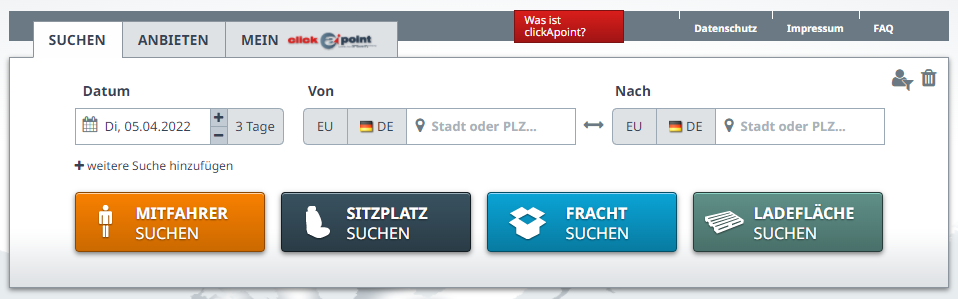 Was ist
clickApoint?
Datenschutz Impressum FAQ
SUCHEN ANBIETEN MEIN click a point
Datum Von Nach
Di, 05.04.2022 + − 3 Tage EU DE Stadt oder PLZ... EU DE Stadt oder PLZ...
+ weitere Suche hinzufügen
MITFAHRER
SUCHEN
SITZPLATZ
SUCHEN
FRACHT
SUCHEN
LADEFLÄCHE
SUCHEN